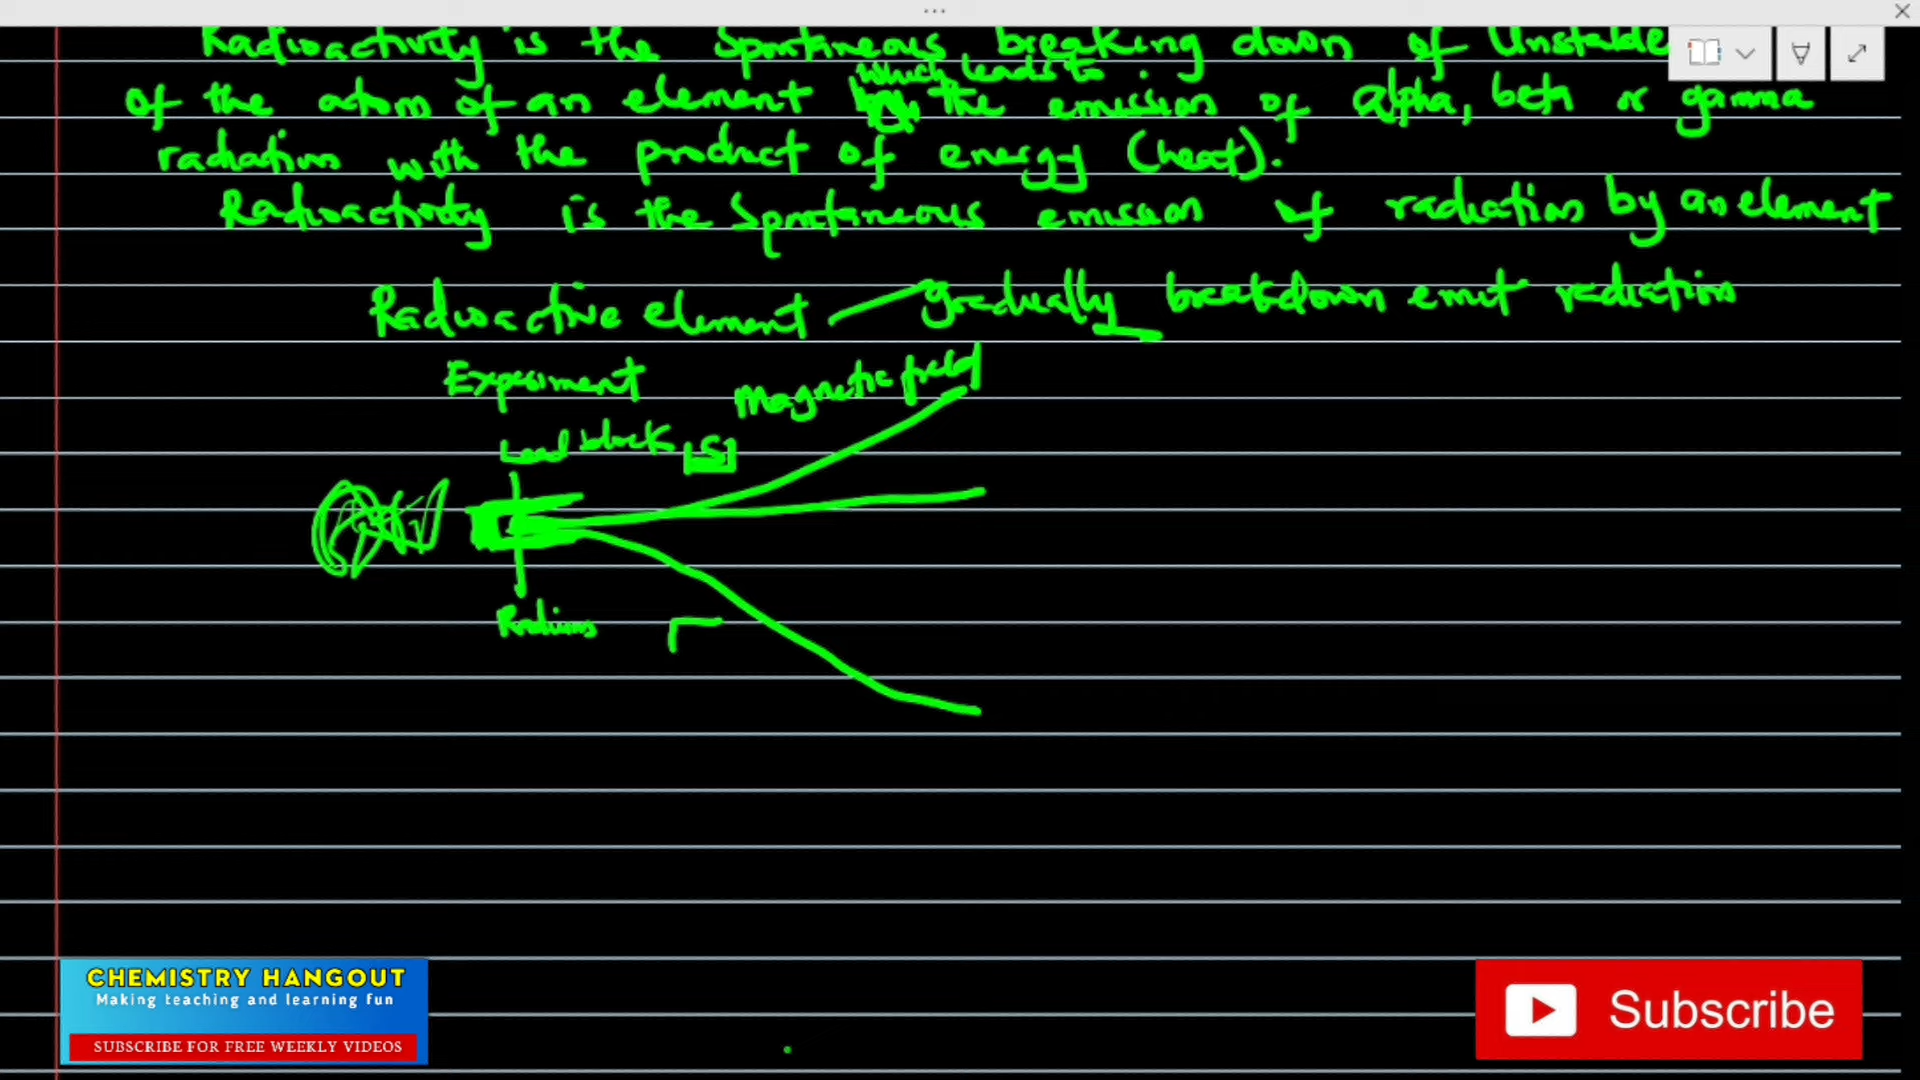 Radioactivity is the Spontaneous breaking down of Unstable
which leads to
of the atom of an element the emission of alpha, beta or gamma
radiations with the product of energy (heat).
Radioactivity is the Spontaneous emission of radiation by an element
Radioactive element gradually breakdown emit radiation
Experiment Magnetic field
Lead block S
Radium
CHEMISTRY HANGOUT
Making teaching and learning fun
SUBSCRIBE FOR FREE WEEKLY VIDEOS
Subscribe